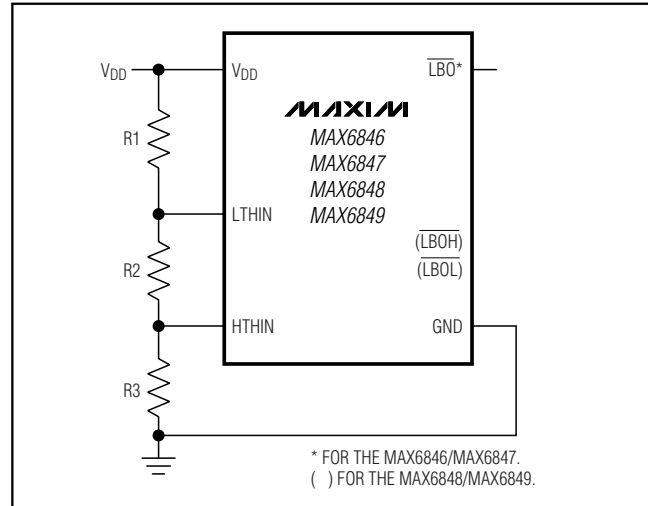 VDD
VDD
LBO*
MAXIM
R1
MAX6846
MAX6847
MAX6848
MAX6849
LTHIN
(LBOH)
(LBOL)
R2
HTHIN
GND
R3
* FOR THE MAX6846/MAX6847.
( ) FOR THE MAX6848/MAX6849.